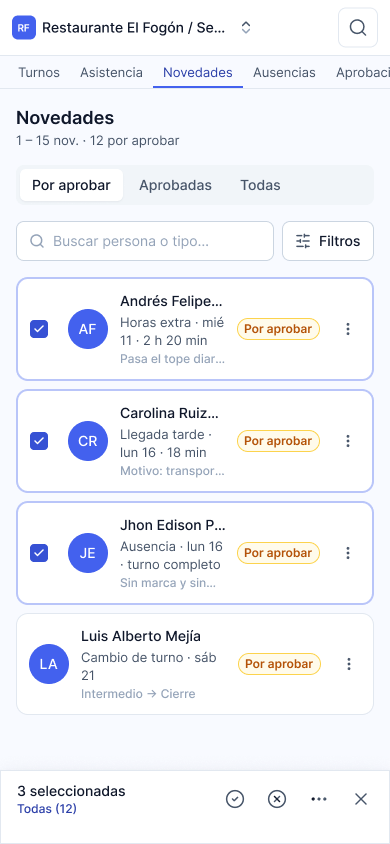 RF Restaurante El Fogón / Se...
Turnos Asistencia Novedades Ausencias Aprobaci
Novedades
1 – 15 nov. · 12 por aprobar
Por aprobar Aprobadas Todas
Buscar persona o tipo... Filtros
Andrés Felipe...
AF Horas extra · mié
11 · 2 h 20 min
Por aprobar
Pasa el tope diar...
Carolina Ruiz...
CR Llegada tarde ·
lun 16 · 18 min
Por aprobar
Motivo: transpor...
Jhon Edison P...
JE Ausencia · lun 16
· turno completo
Por aprobar
Sin marca y sin...
Luis Alberto Mejía
LA Cambio de turno · sáb
21
Por aprobar
Intermedio → Cierre
3 seleccionadas
Todas (12)